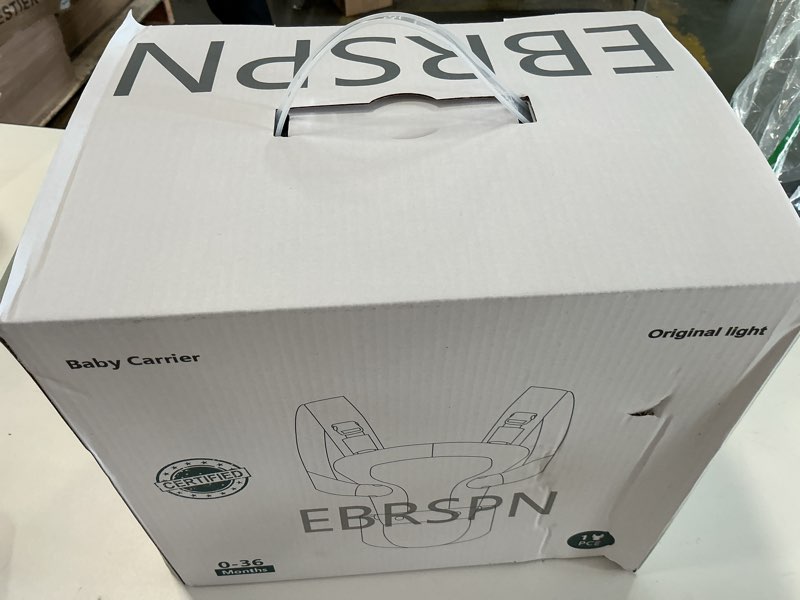 EBRSPN
Baby Carrier
Original light
CERTIFIED
EBRSPN
0-36
Months
1
PCE